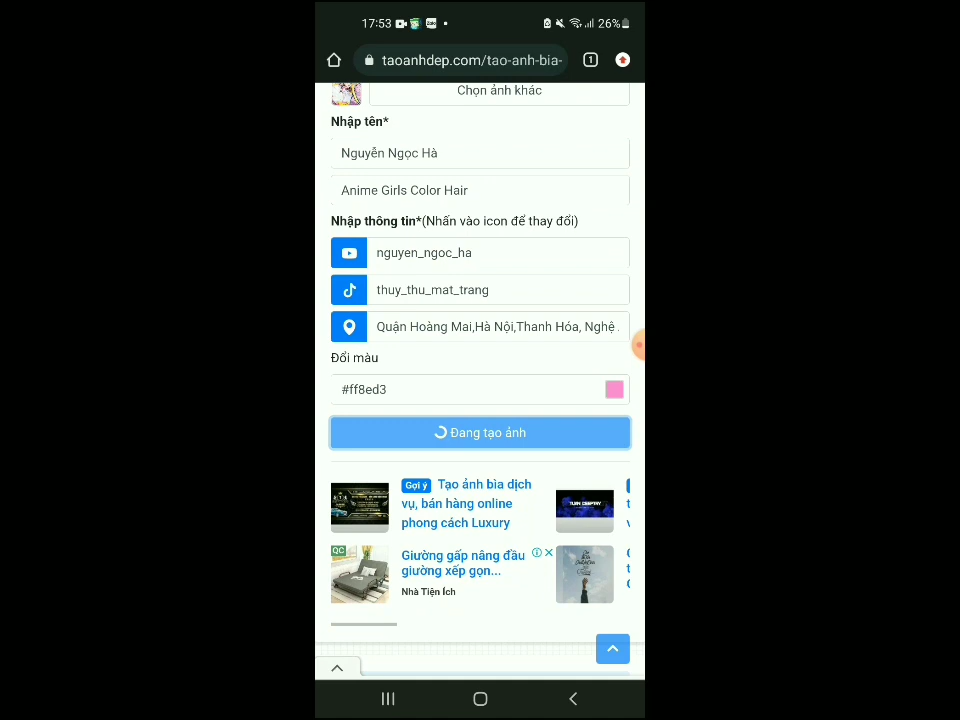 17:53
Zalo
26%
taoanhdep.com/tao-anh-bia-
1
Chọn ảnh khác
Nhập tên*
Nguyễn Ngọc Hà
Anime Girls Color Hair
Nhập thông tin*(Nhấn vào icon để thay đổi)
nguyen_ngoc_ha
thuy_thu_mat_trang
Quận Hoàng Mai,Hà Nội,Thanh Hóa, Nghệ
Đổi màu
#ff8ed3
Đang tạo ảnh
Gợi ý Tạo ảnh bìa dịch
vụ, bán hàng online
phong cách Luxury
QC
Giường gấp nâng đầu
giường xếp gọn...
Nhà Tiện Ích